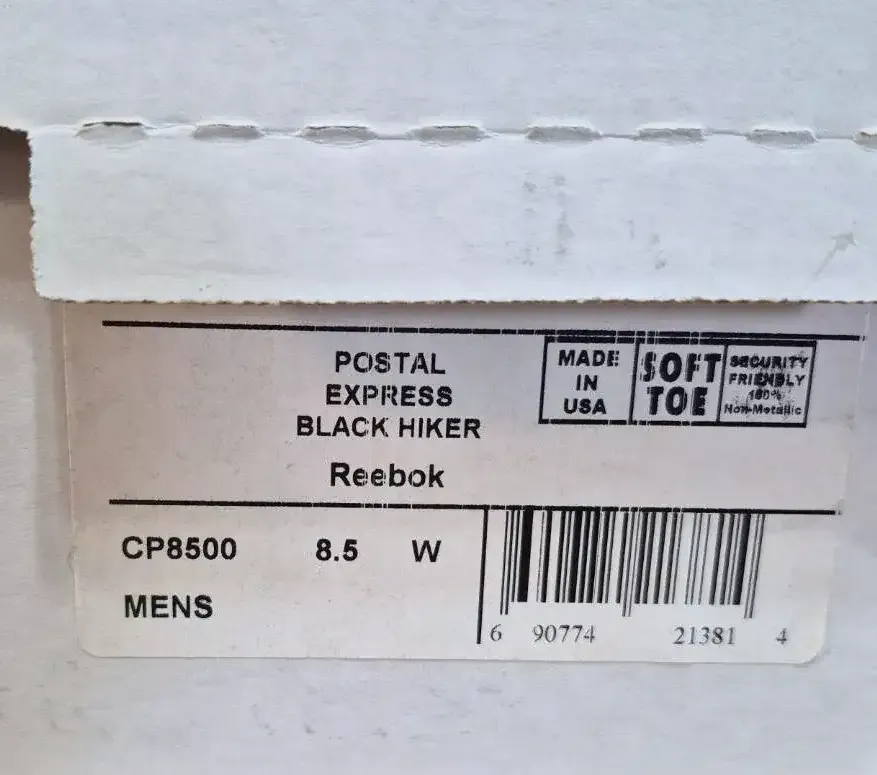 POSTAL
EXPRESS
BLACK HIKER
Reebok
MADE
IN
USA
SOFT
TOE
SECURITY
FRIENDLY
100%
Non-Metallic
CP8500 8.5 W
MENS
6 90774 21381 4